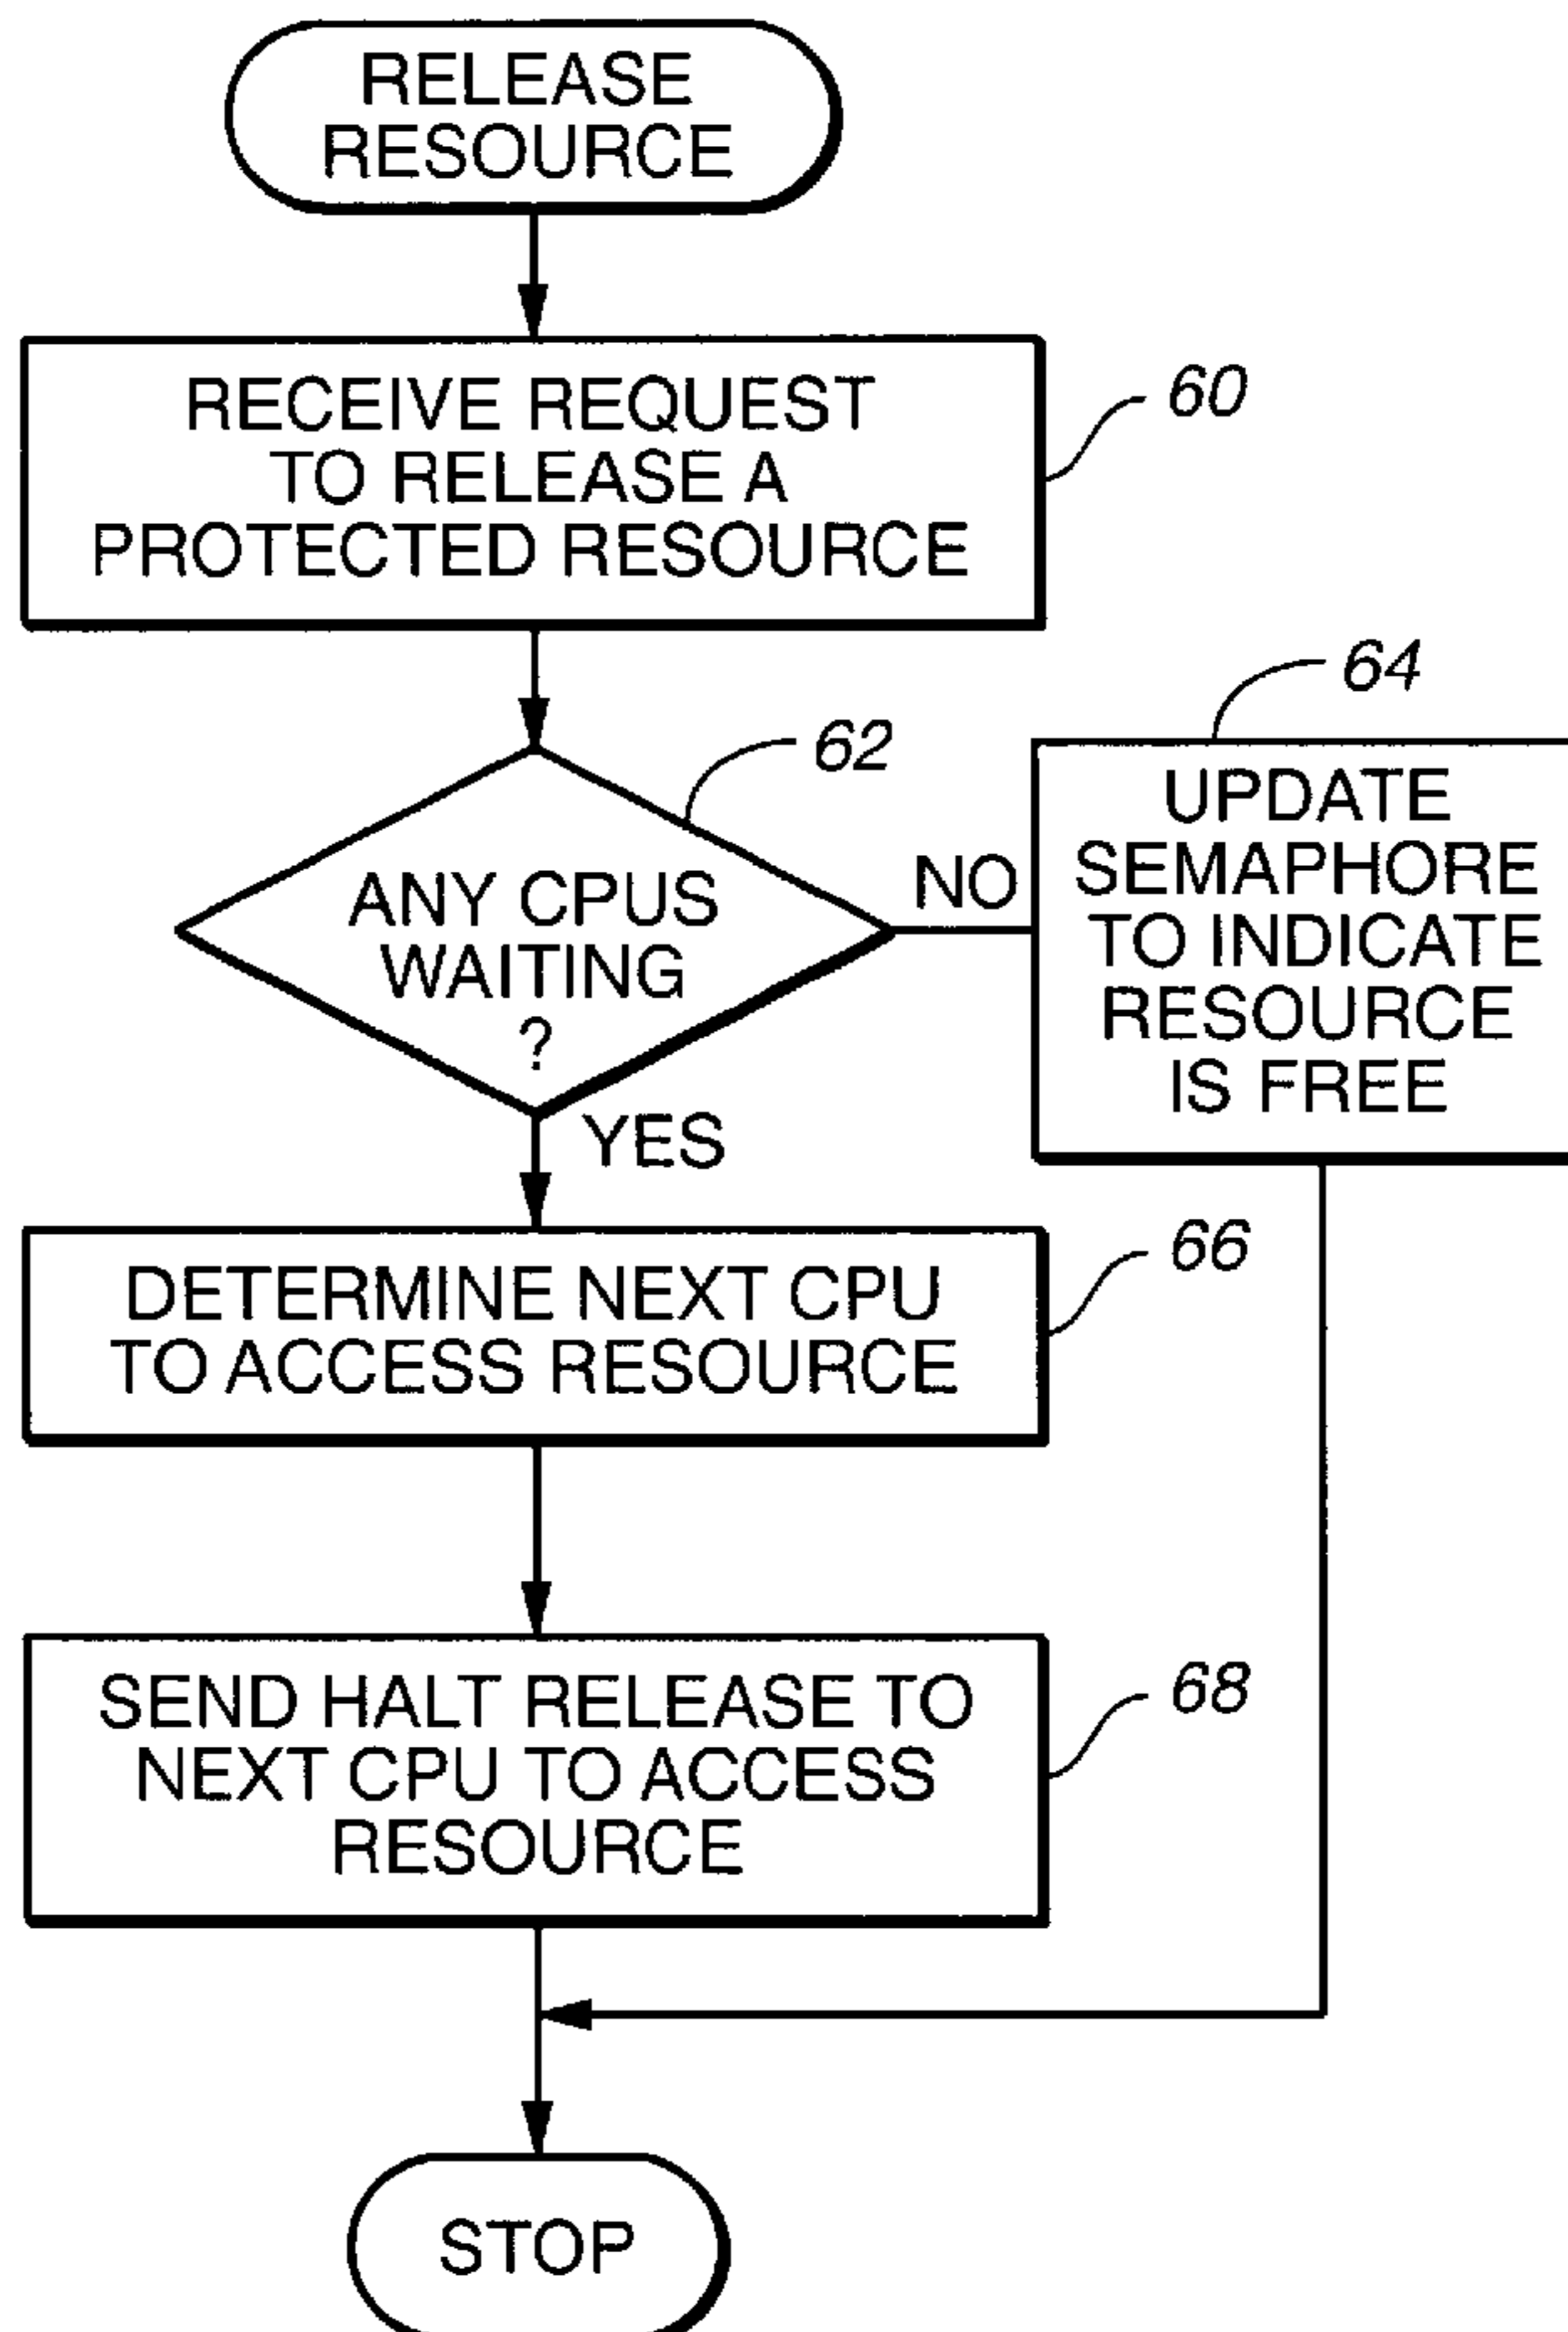 RELEASE
RESOURCE
RECEIVE REQUEST
TO RELEASE A
PROTECTED RESOURCE
60
62
ANY CPUS
WAITING
?
NO
YES
64
UPDATE
SEMAPHORE
TO INDICATE
RESOURCE
IS FREE
DETERMINE NEXT CPU
TO ACCESS RESOURCE
66
SEND HALT RELEASE TO
NEXT CPU TO ACCESS
RESOURCE
68
STOP